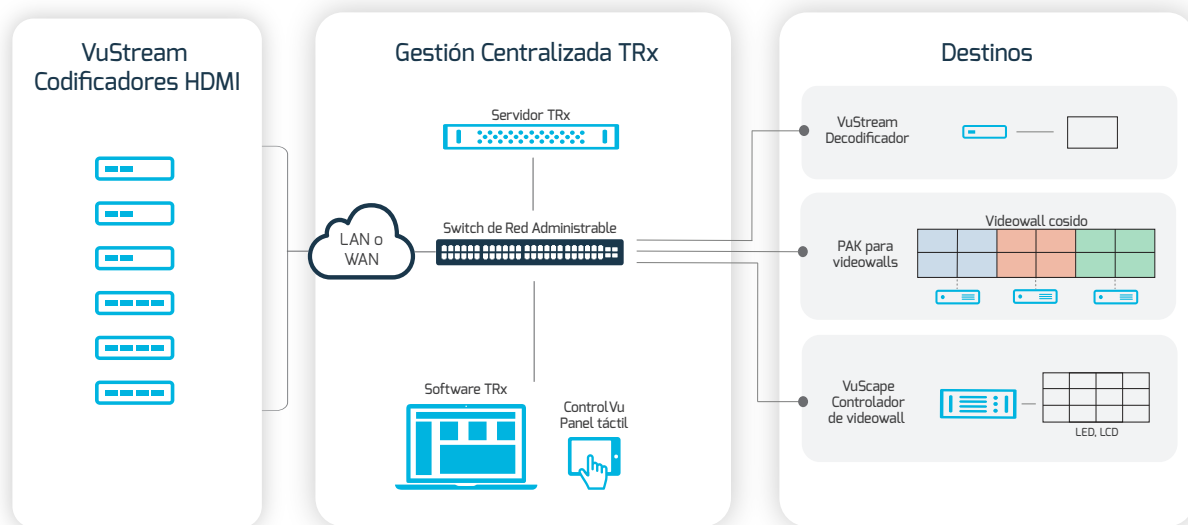 VuStream
Codificadores HDMI
Gestión Centralizada TRx
Servidor TRx
LAN o
WAN
Switch de Red Administrable
Software TRx
ControlVu
Panel táctil
Destinos
VuStream
Decodificador
PAK para
videowalls
Videowall cosido
VuScape
Controlador
de videowall
LED, LCD